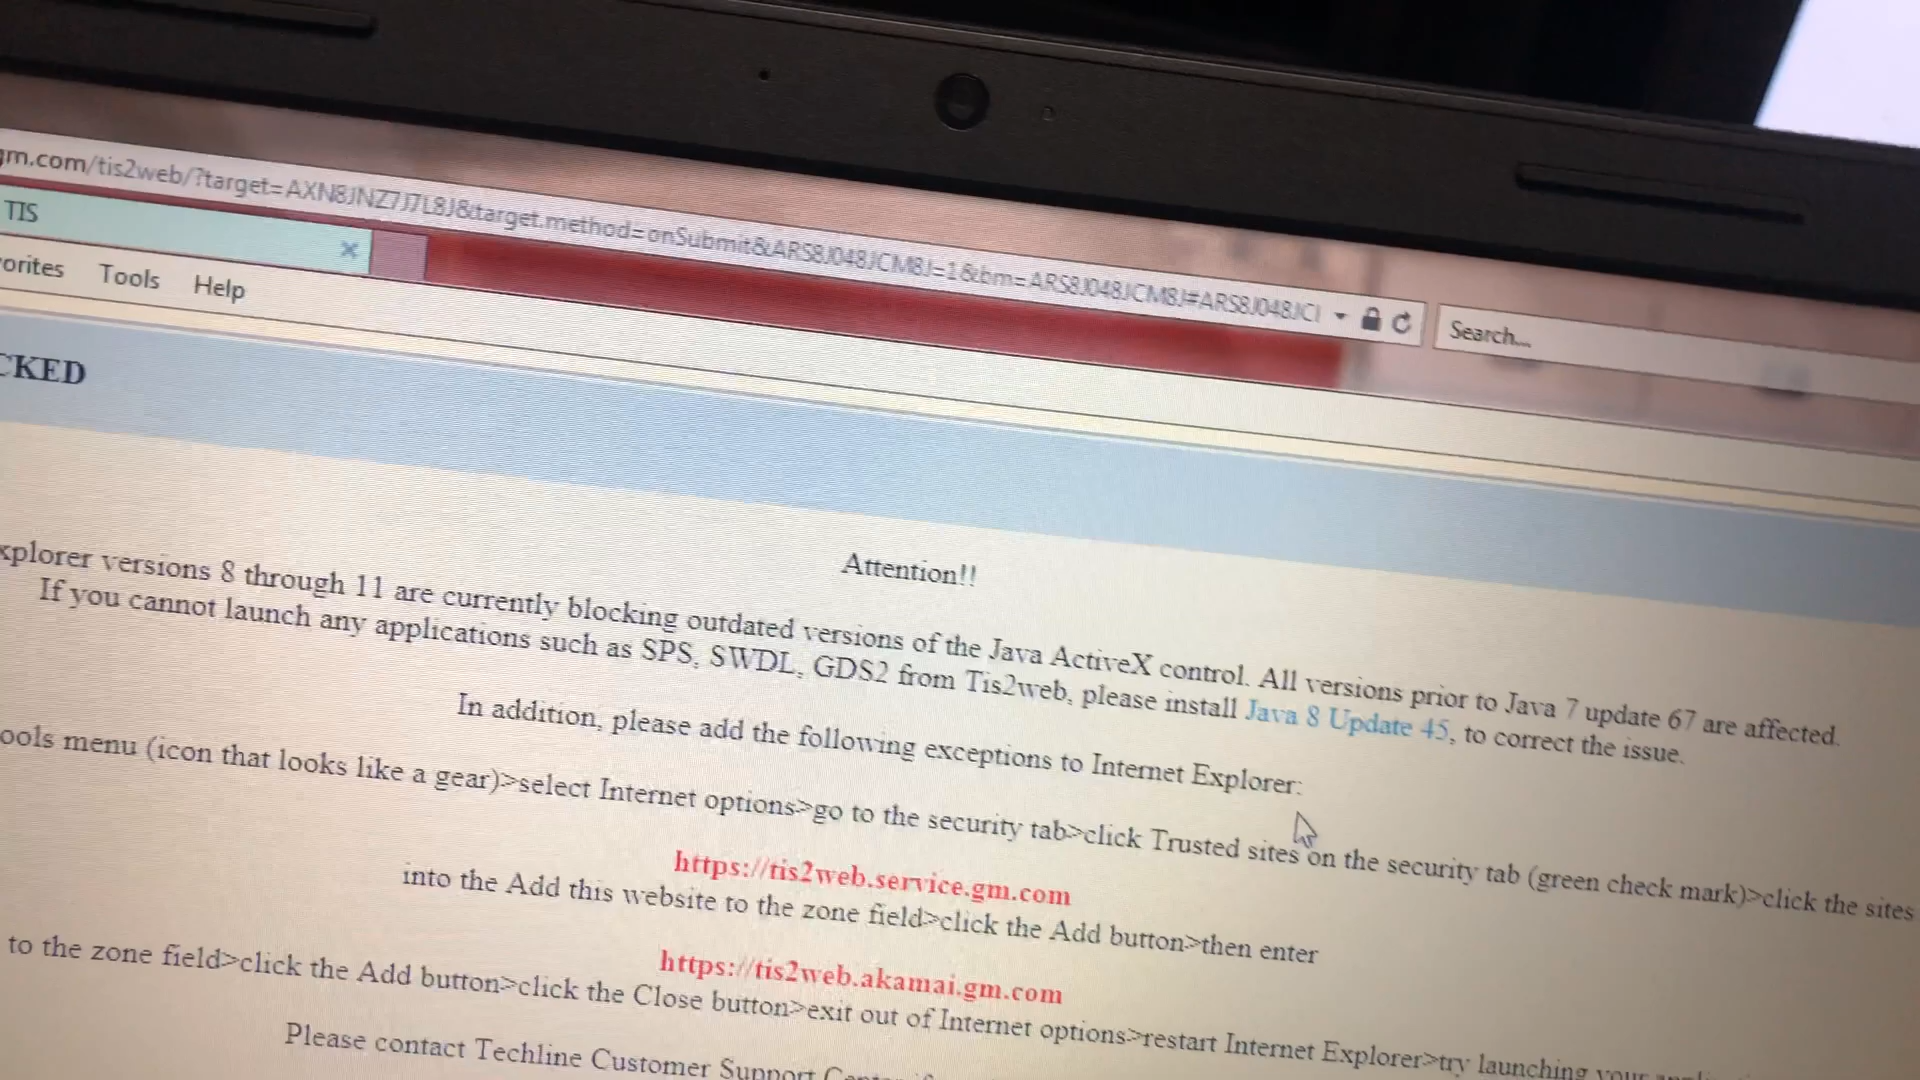 gm.com/tis2web/?target=AXN8JNZ7J7L8J&target.method=onSubmit&ARS8J048JCM8J=1&bm=ARS8J048JCM8J#ARS8J048JCI
Search...
TIS
orites Tools Help
CKED
Attention!!
xplorer versions 8 through 11 are currently blocking outdated versions of the Java ActiveX control. All versions prior to Java 7 update 67 are affected.
If you cannot launch any applications such as SPS, SWDL, GDS2 from Tis2web, please install Java 8 Update 45, to correct the issue.
In addition, please add the following exceptions to Internet Explorer:
ools menu (icon that looks like a gear)>select Internet options>go to the security tab>click Trusted sites on the security tab (green check mark)>click the sites
https://tis2web.service.gm.com
into the Add this website to the zone field>click the Add button>then enter
https://tis2web.akamai.gm.com
to the zone field>click the Add button>click the Close button>exit out of Internet options>restart Internet Explorer>try launching your
Please contact Techline Customer Support